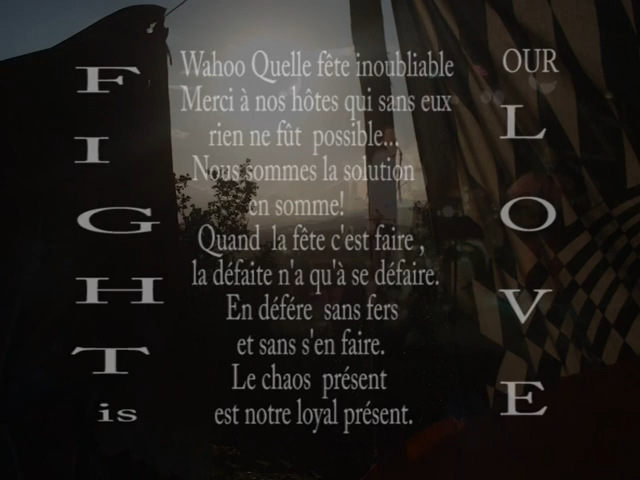 FIGHT
is
Wahoo Quelle fête inoubliable
Merci à nos hôtes qui sans eux
rien ne fût possible...
Nous sommes la solution
en somme!
Quand la fête c'est faire ,
la défaite n'a qu'à se défaire.
En défére sans fers
et sans s'en faire.
Le chaos présent
est notre loyal présent.
OUR
LOVE